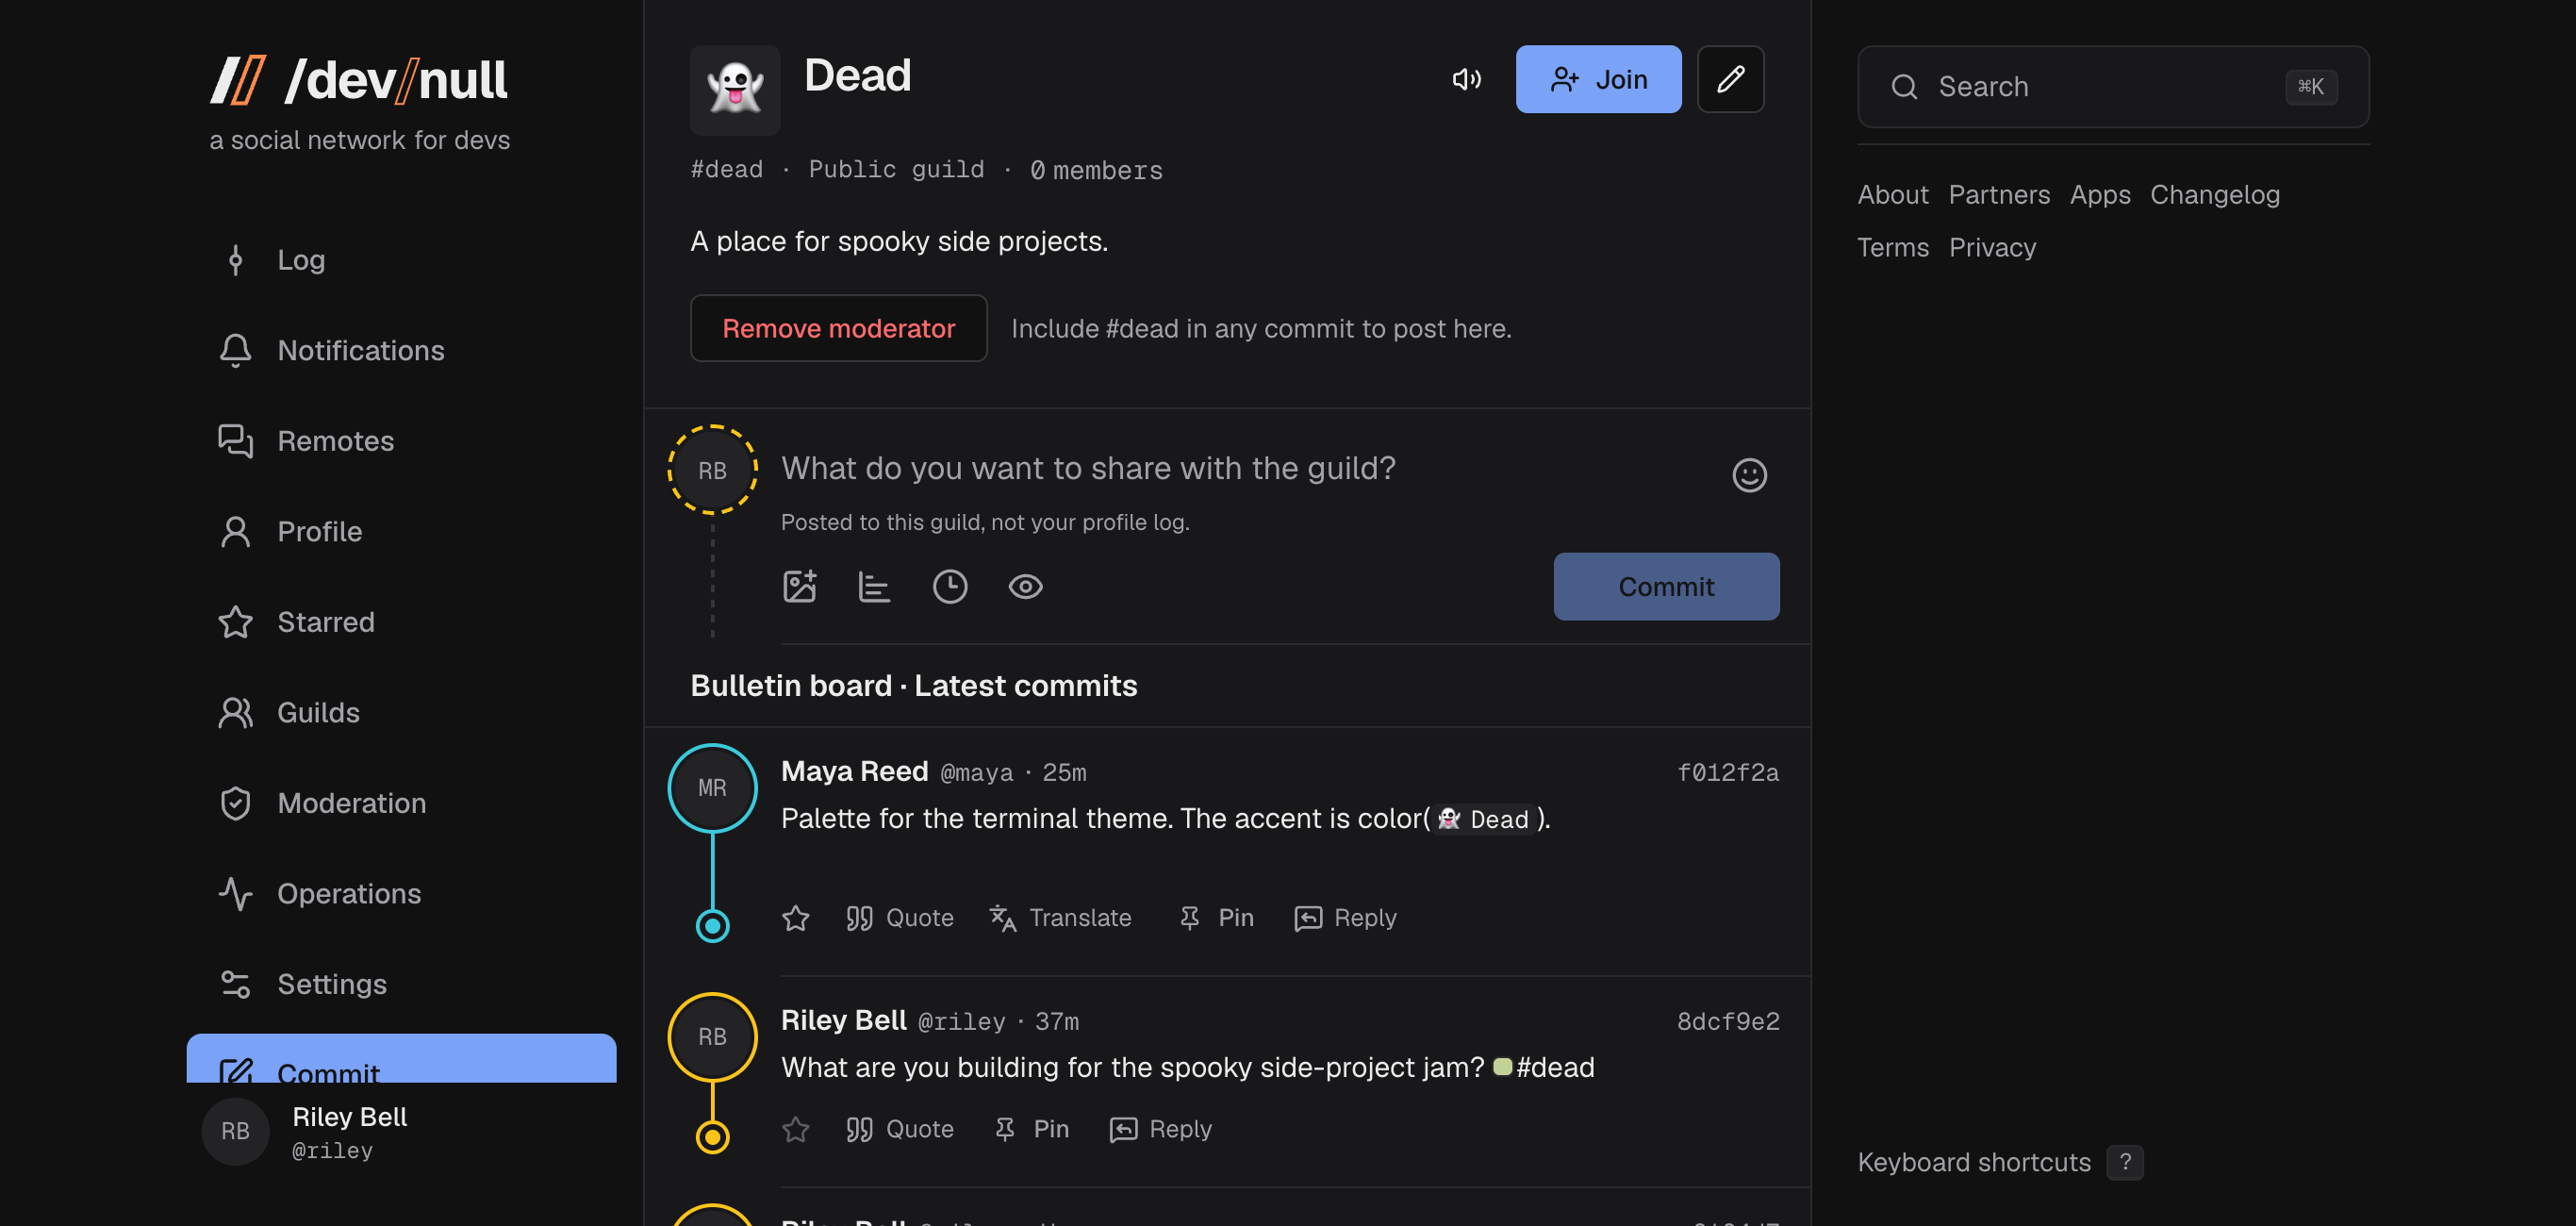 /dev//null
a social network for devs
Log
Notifications
Remotes
Profile
Starred
Guilds
Moderation
Operations
Settings
Commit
RB
Riley Bell
@riley
Dead
Join
#dead · Public guild · 0 members
A place for spooky side projects.
Remove moderator
Include #dead in any commit to post here.
RB
What do you want to share with the guild?
Posted to this guild, not your profile log.
Commit
Bulletin board · Latest commits
MR
Maya Reed @maya · 25m f012f2a
Palette for the terminal theme. The accent is color(👻 Dead).
Quote Translate Pin Reply
RB
Riley Bell @riley · 37m 8dcf9e2
What are you building for the spooky side-project jam? #dead
Quote Pin Reply
Riley Bell
Search ⌘K
About Partners Apps Changelog
Terms Privacy
Keyboard shortcuts ?